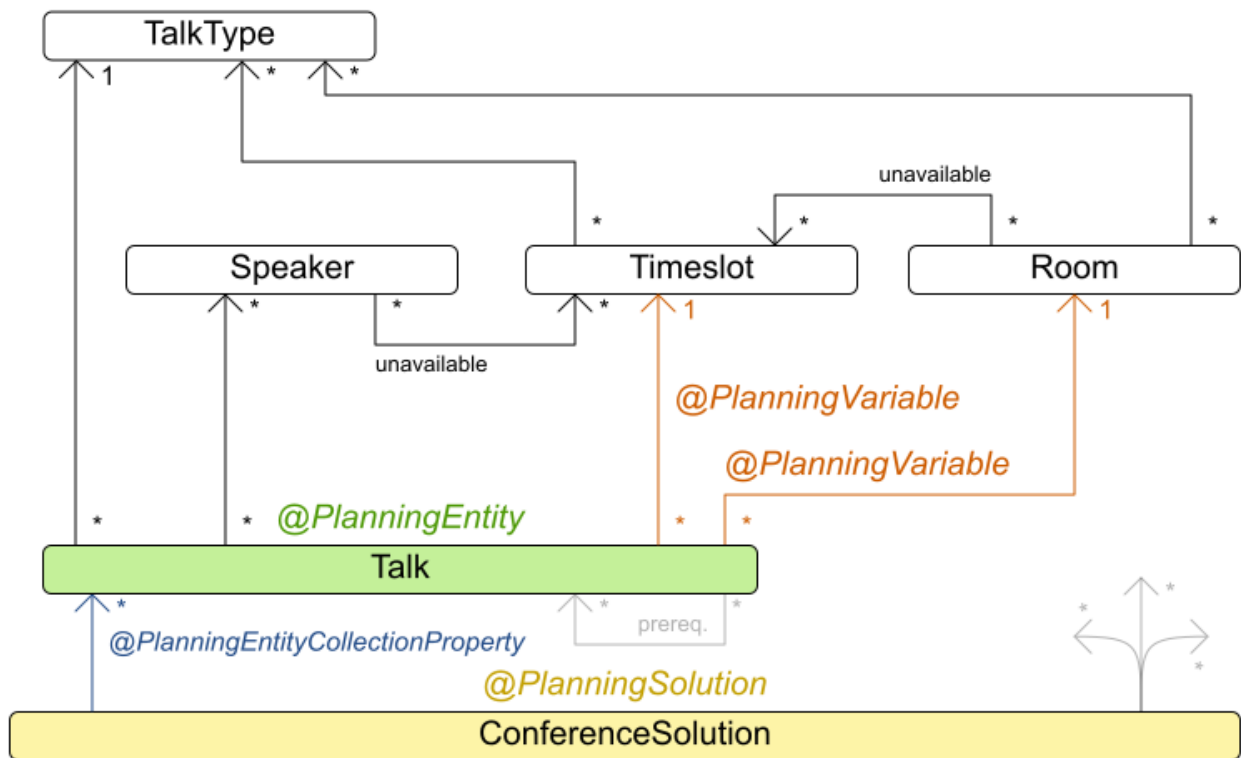 TalkType
1
*
*
unavailable
*
*
*
*
Speaker
Timeslot
Room
*
*
*
1
1
unavailable
@PlanningVariable
@PlanningVariable
*
*
@PlanningEntity
*
*
Talk
*
*
*
prereq.
*
*
*
@PlanningEntityCollectionProperty
@PlanningSolution
ConferenceSolution